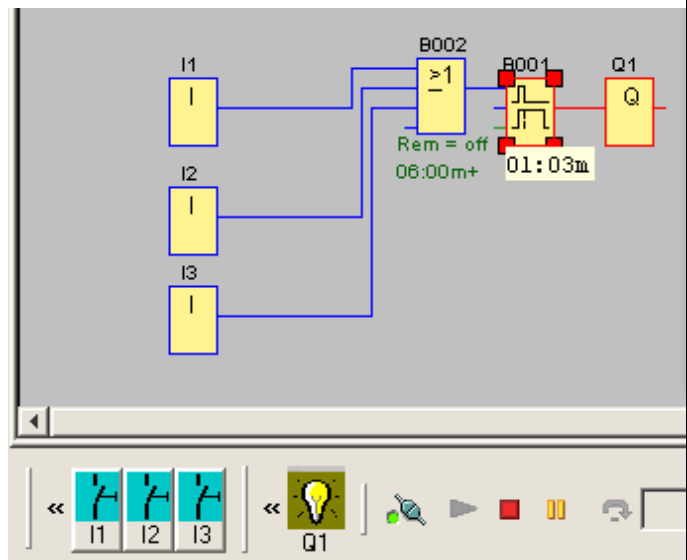 B002
I1
B001
Q1
I
>1
Q
Rem = off
06:00m+
01:03m
I2
I
I3
I
«
I1
I2
I3
«
Q1